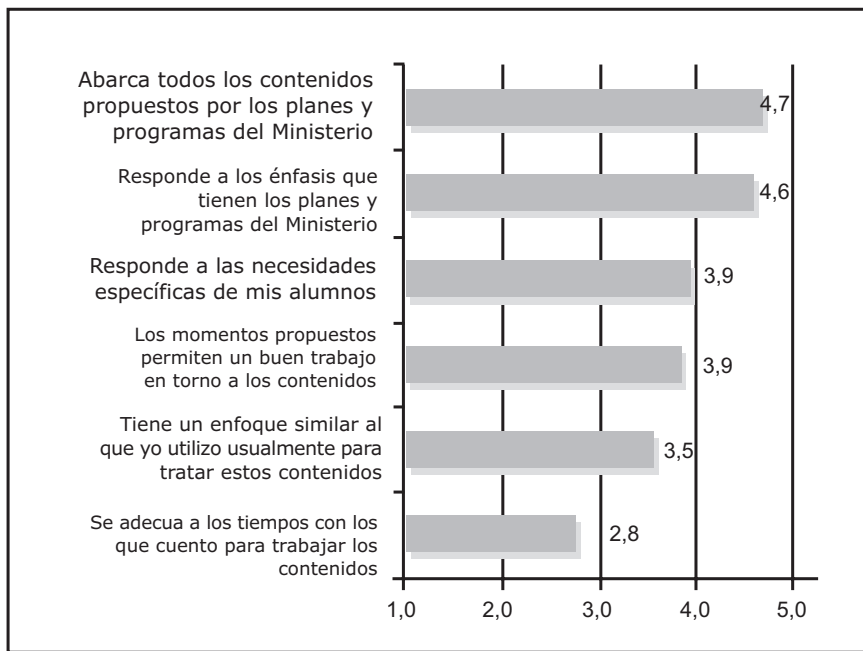 Abarca todos los contenidos
propuestos por los planes y
programas del Ministerio
4,7
Responde a los énfasis que
tienen los planes y
programas del Ministerio
4,6
Responde a las necesidades
específicas de mis alumnos
3,9
Los momentos propuestos
permiten un buen trabajo
en torno a los contenidos
3,9
Tiene un enfoque similar al
que yo utilizo usualmente para
tratar estos contenidos
3,5
Se adecua a los tiempos con los
que cuento para trabajar los
contenidos
2,8
1,0 2,0 3,0 4,0 5,0